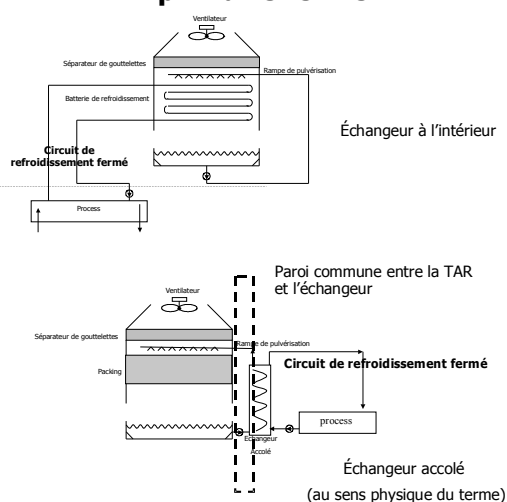 Ventilateur
Séparateur de gouttelettes
Rampe de pulvérisation
Batterie de refroidissement
Échangeur à l'intérieur
Circuit de
refroidissement fermé
Process
Paroi commune entre la TAR
et l'échangeur
Ventilateur
Séparateur de gouttelettes
Rampe de pulvérisation
Circuit de refroidissement fermé
Packing
process
Echangeur
Accolé
Échangeur accolé
(au sens physique du terme)